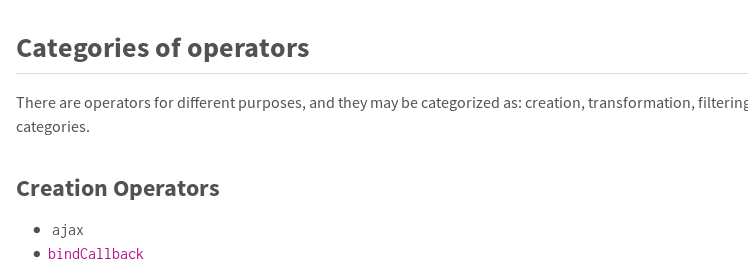 Categories of operators
There are operators for different purposes, and they may be categorized as: creation, transformation, filtering
categories.
Creation Operators
• ajax
• bindCallback